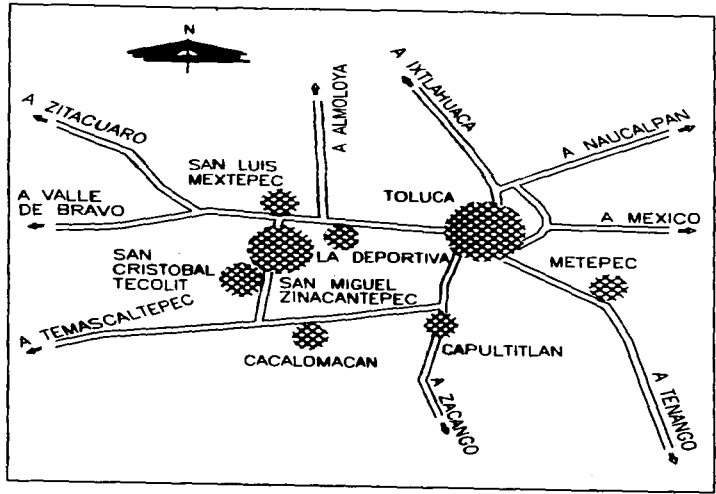 N
A ZITACUARO
A ALMOLOYA
A IXTLAHUACA
A NAUCALPAN
SAN LUIS
MEXTEPEC
A VALLE
DE BRAVO
TOLUCA
A MEXICO
SAN
CRISTOBAL
TECOLIT
LA DEPORTIVA
METEPEC
SAN MIGUEL
ZINACANTEPEC
A TEMASCALTEPEC
CACALOMACAN
CAPULTITLAN
A ZACANGO
A TENANGO